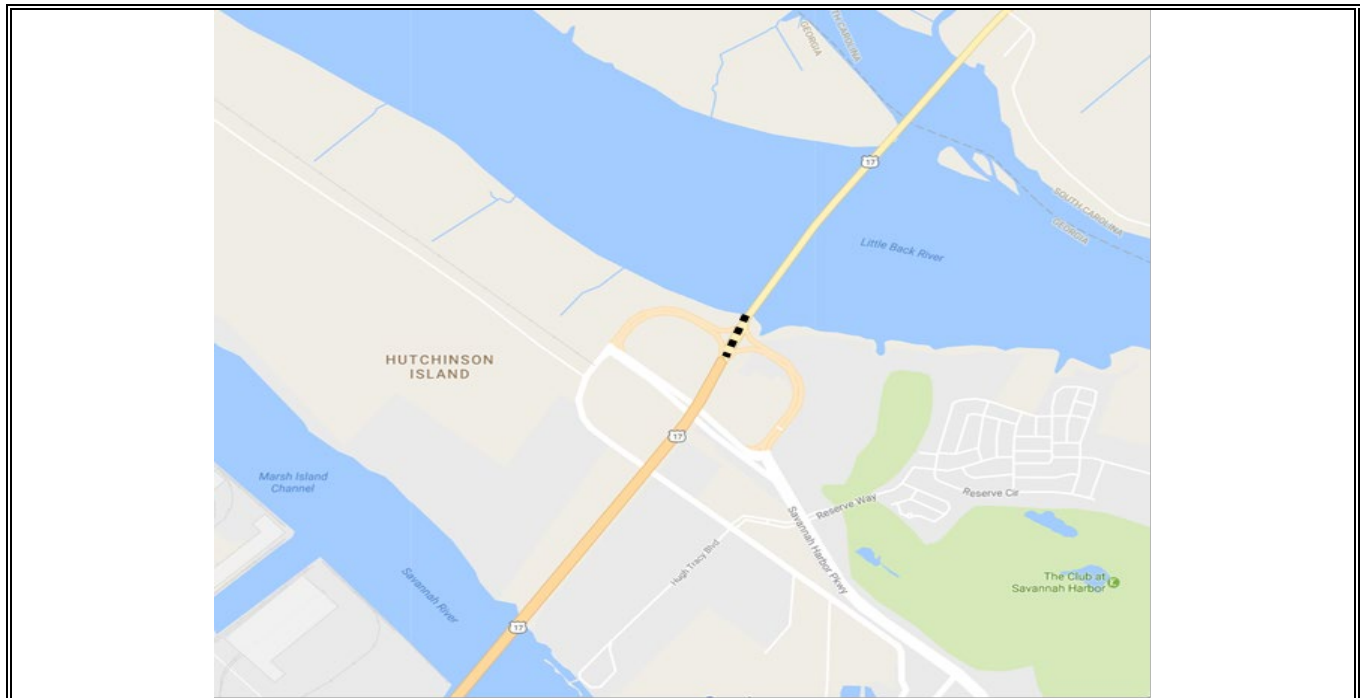 SOUTH CAROLINA
GEORGIA
17
SOUTH CAROLINA
GEORGIA
Little Back River
HUTCHINSON
ISLAND
17
Marsh Island
Channel
Reserve Cir
Reserve Way
Savannah Harbor Pkwy
Hugh Tracy Blvd
The Club at
Savannah Harbor
Savannah River
17